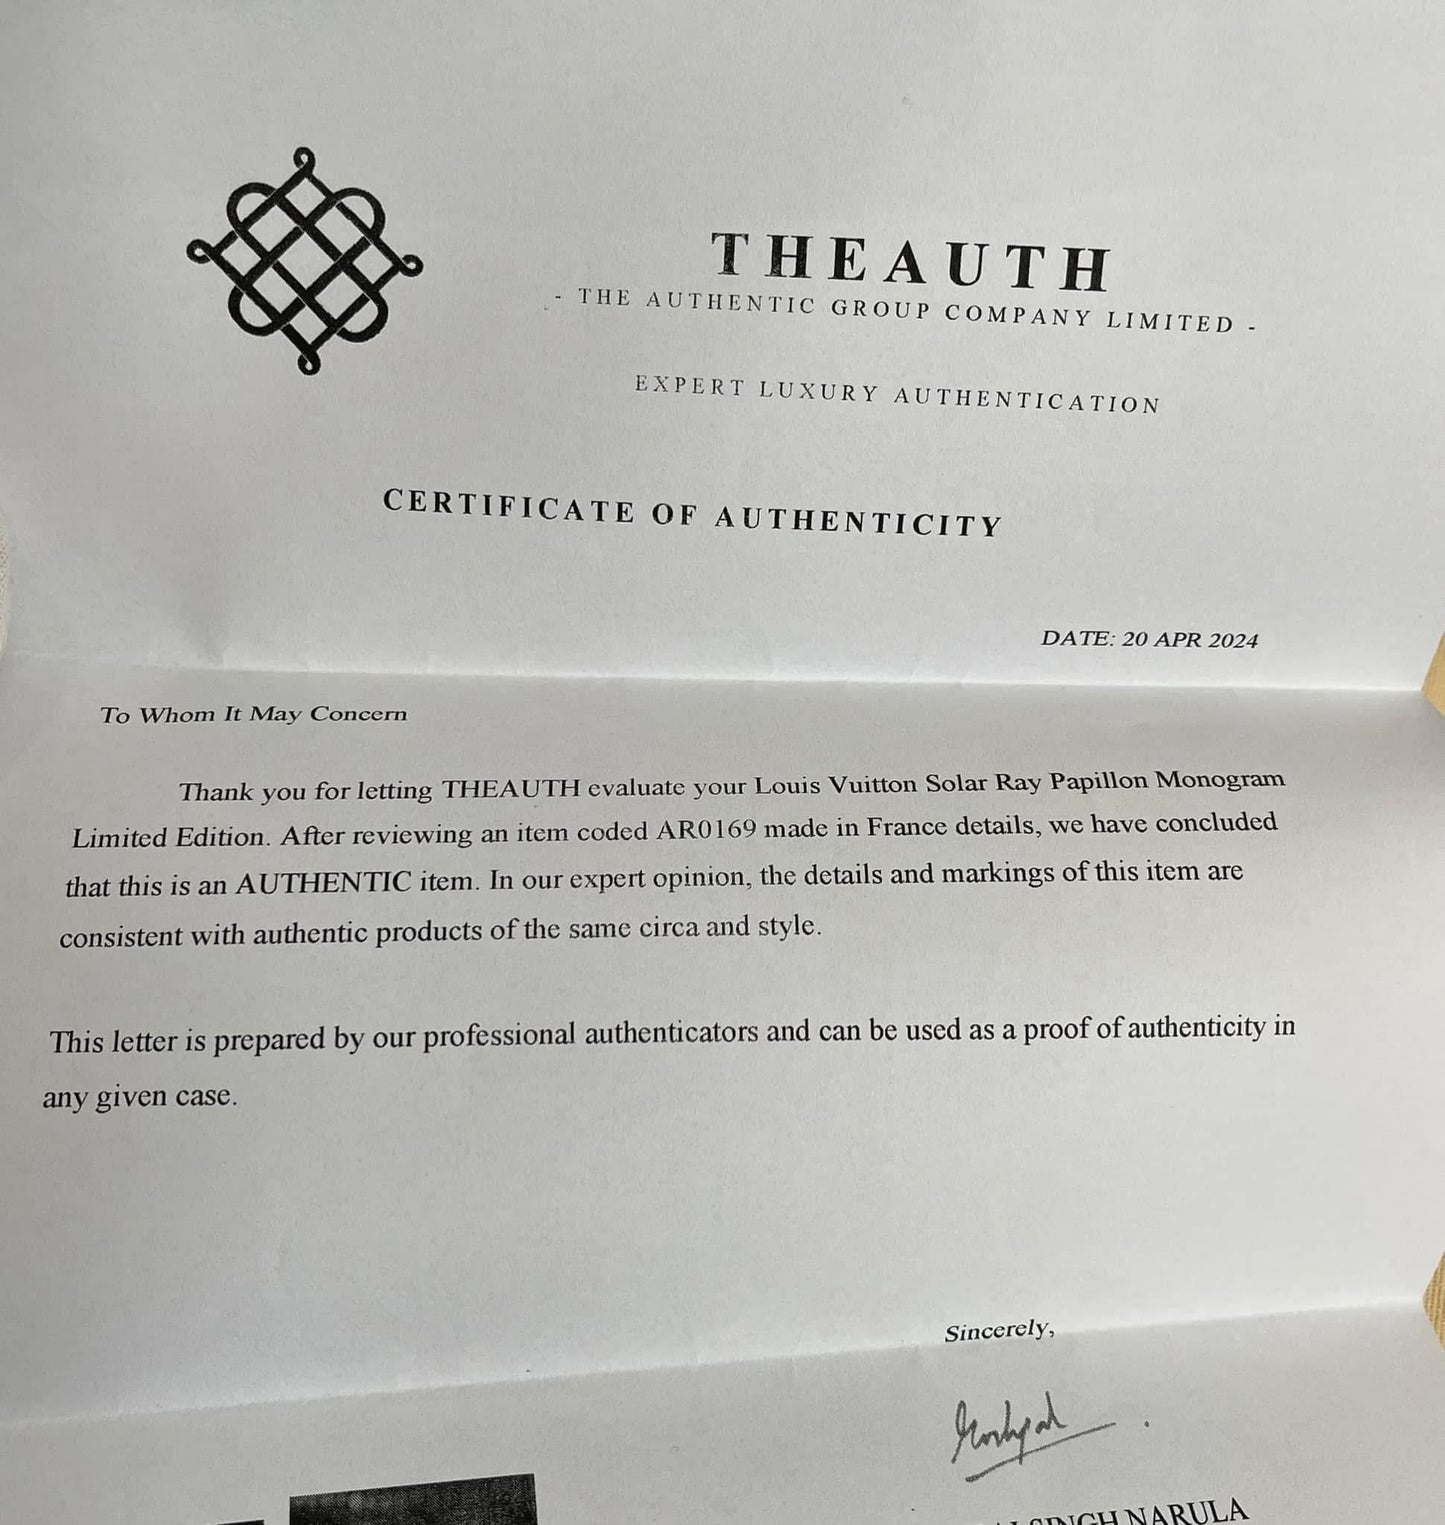 THEAUTH
- THE AUTHENTIC GROUP COMPANY LIMITED -
EXPERT LUXURY AUTHENTICATION
CERTIFICATE OF AUTHENTICITY
DATE: 20 APR 2024
To Whom It May Concern
Thank you for letting THEAUTH evaluate your Louis Vuitton Solar Ray Papillon Monogram
Limited Edition. After reviewing an item coded AR0169 made in France details, we have concluded
that this is an AUTHENTIC item. In our expert opinion, the details and markings of this item are
consistent with authentic products of the same circa and style.
This letter is prepared by our professional authenticators and can be used as a proof of authenticity in
any given case.
Sincerely,
SINGH NARULA